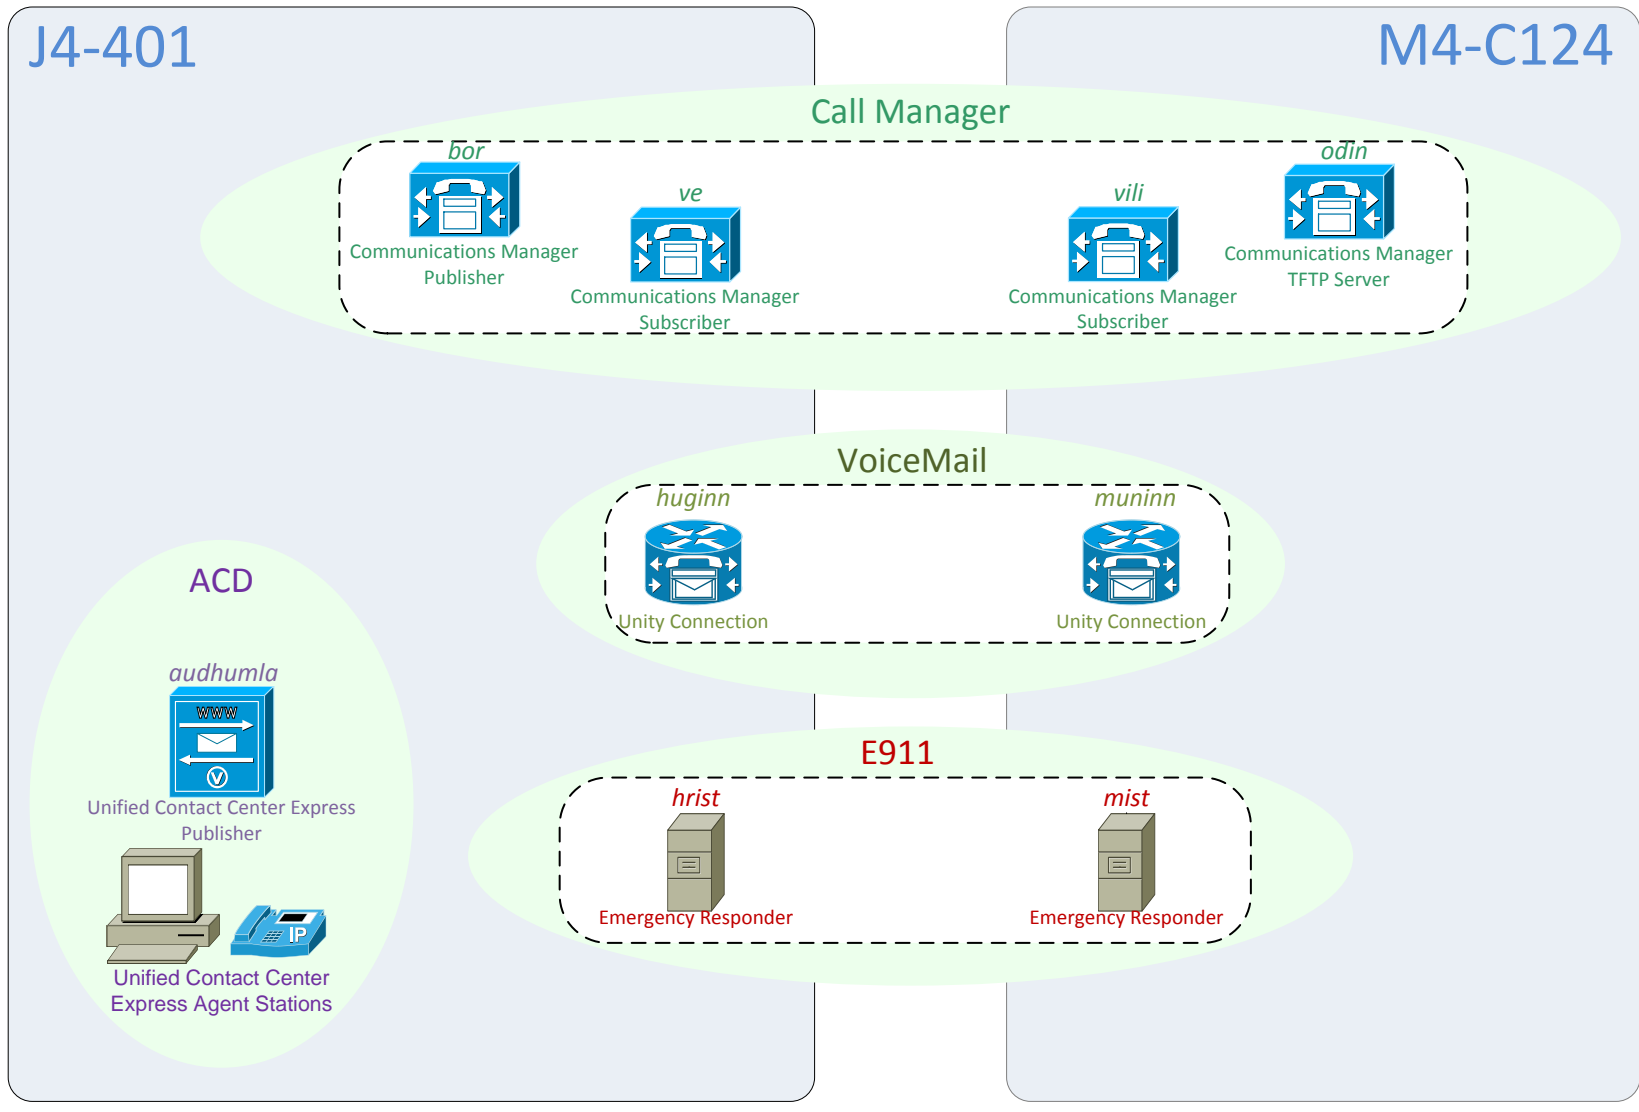 J4-401
M4-C124
Call Manager
bor
Communications Manager
Publisher
ve
Communications Manager
Subscriber
vili
Communications Manager
Subscriber
odin
Communications Manager
TFTP Server
VoiceMail
huginn
Unity Connection
muninn
Unity Connection
ACD
audhumla
WWW
V
Unified Contact Center Express
Publisher
IP
Unified Contact Center
Express Agent Stations
E911
hrist
Emergency Responder
mist
Emergency Responder